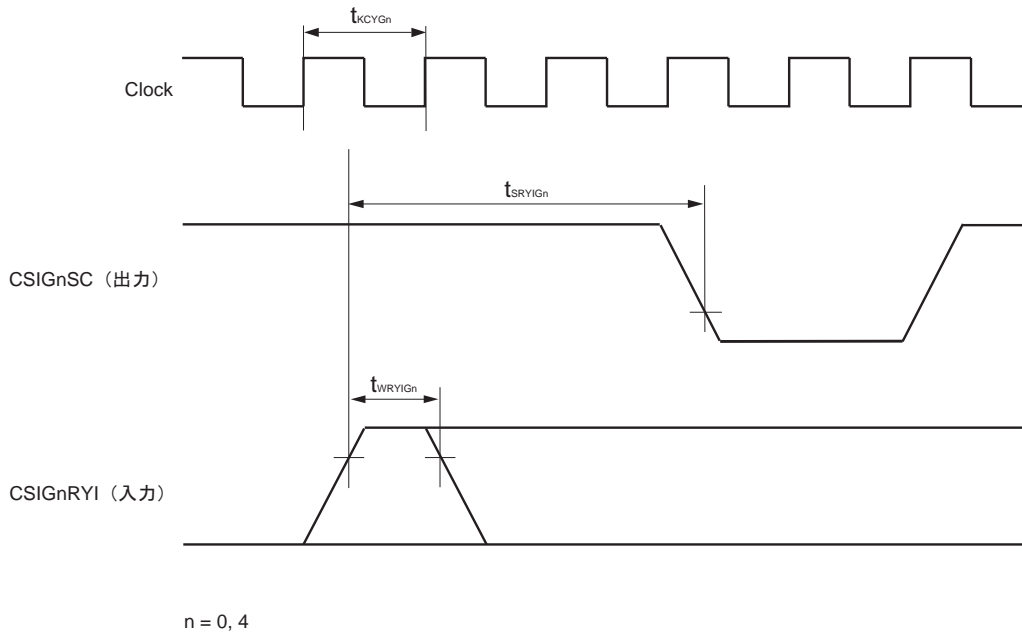 tKCYGn
Clock
tSRYIGn
CSIGnSC（出力）
tWRYIGn
CSIGnRYI（入力）
n = 0, 4